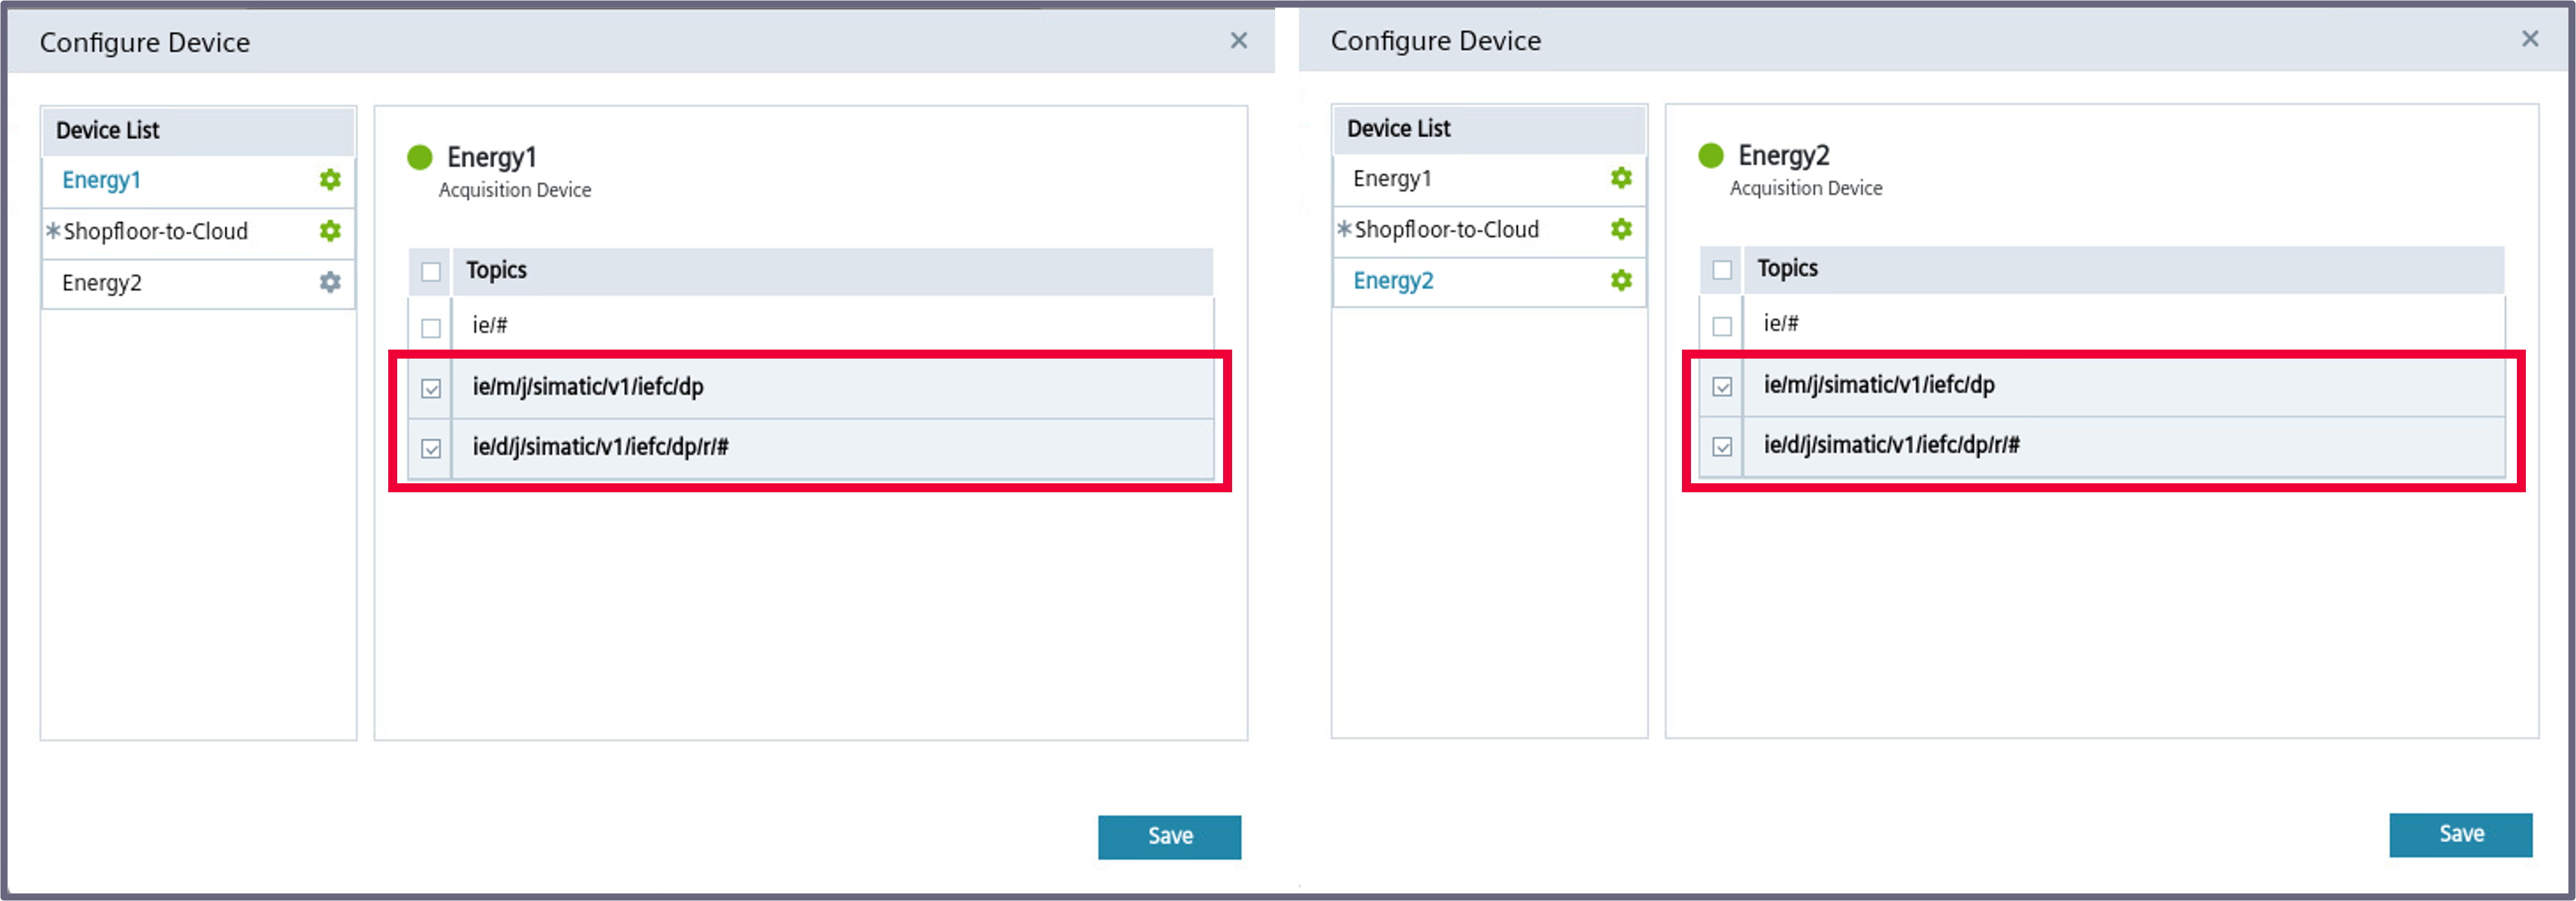 Configure Device
Device List
Energy1
*Shopfloor-to-Cloud
Energy2
Energy1
Acquisition Device
Topics
ie/#
ie/m/j/simatic/v1/iefc/dp
ie/d/j/simatic/v1/iefc/dp/r/#
Save
Configure Device
Device List
Energy1
*Shopfloor-to-Cloud
Energy2
Energy2
Acquisition Device
Topics
ie/#
ie/m/j/simatic/v1/iefc/dp
ie/d/j/simatic/v1/iefc/dp/r/#
Save